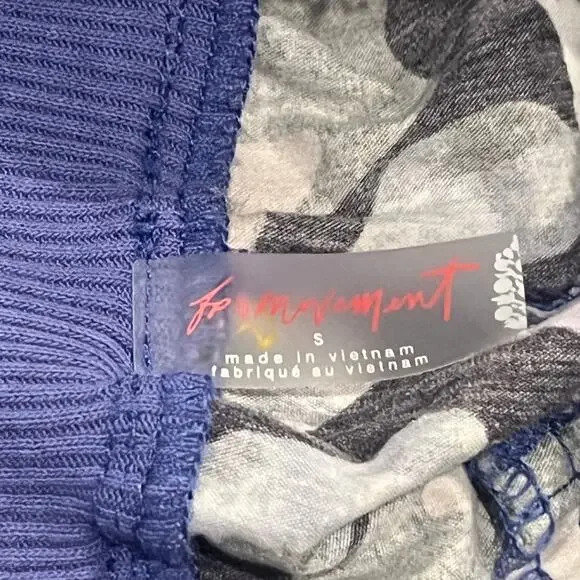 fp movement
S
made in vietnam
fabriqué au vietnam